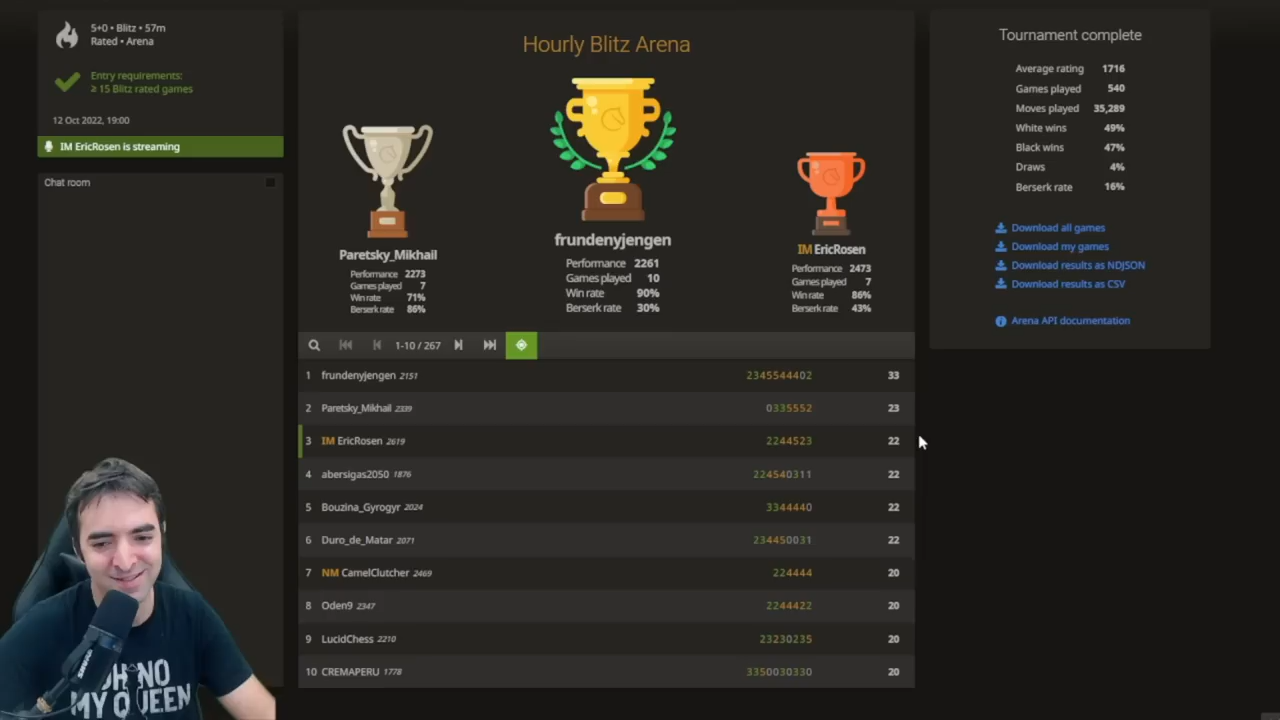 5+0 • Blitz • 57m
Rated • Arena
Entry requirements:
≥ 15 Blitz rated games
12 Oct 2022, 19:00
IM EricRosen is streaming
Chat room
Hourly Blitz Arena
Paretsky_Mikhail
Performance 2273
Games played 7
Win rate 71%
Berserk rate 86%
frundenyjengen
Performance 2261
Games played 10
Win rate 90%
Berserk rate 30%
IM EricRosen
Performance 2473
Games played 7
Win rate 86%
Berserk rate 43%
1-10 / 267
1 frundenyjengen 2151 2345544402 33
2 Paretsky_Mikhail 2339 0335552 23
3 IM EricRosen 2619 2244523 22
4 abersigas2050 1876 224540311 22
5 Bouzina_Gyrogyr 2024 3344440 22
6 Duro_de_Matar 2071 234450031 22
7 NM CamelClutcher 2469 224444 20
8 Oden9 2347 2244422 20
9 LucidChess 2210 23230235 20
10 CREMAPERU 1778 3350030330 20
Tournament complete
Average rating 1716
Games played 540
Moves played 35,289
White wins 49%
Black wins 47%
Draws 4%
Berserk rate 16%
Download all games
Download my games
Download results as NDJSON
Download results as CSV
Arena API documentation
OH NO
MY QUEEN